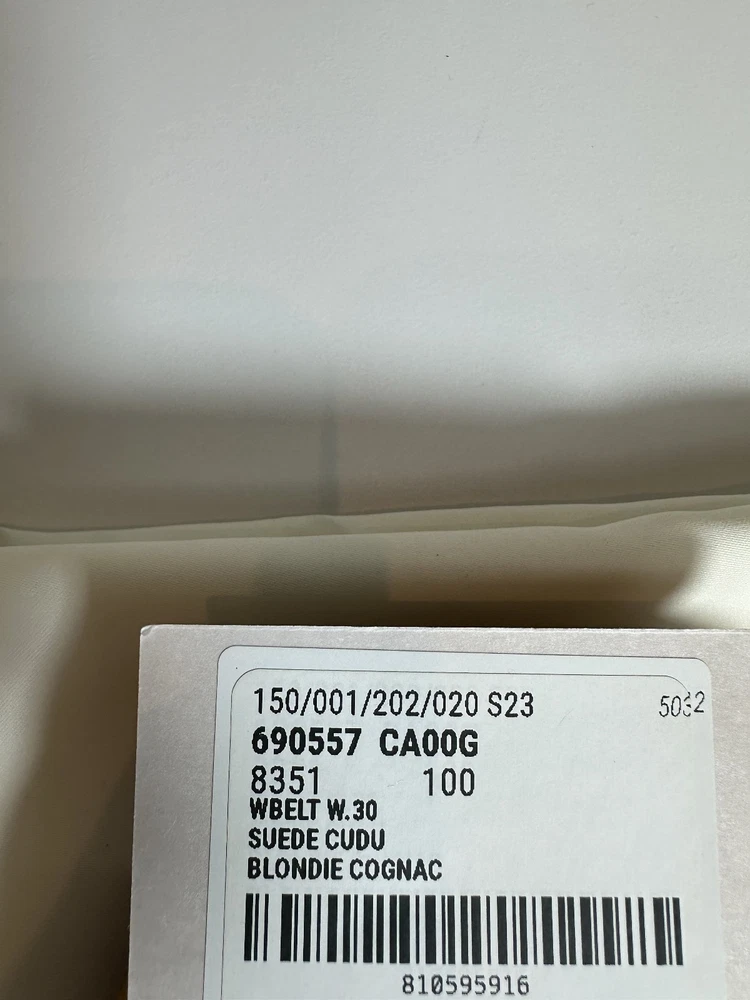 150/001/202/020 S23
690557 CA00G
8351 100
WBELT W.30
SUEDE CUDU
BLONDIE COGNAC
810595916